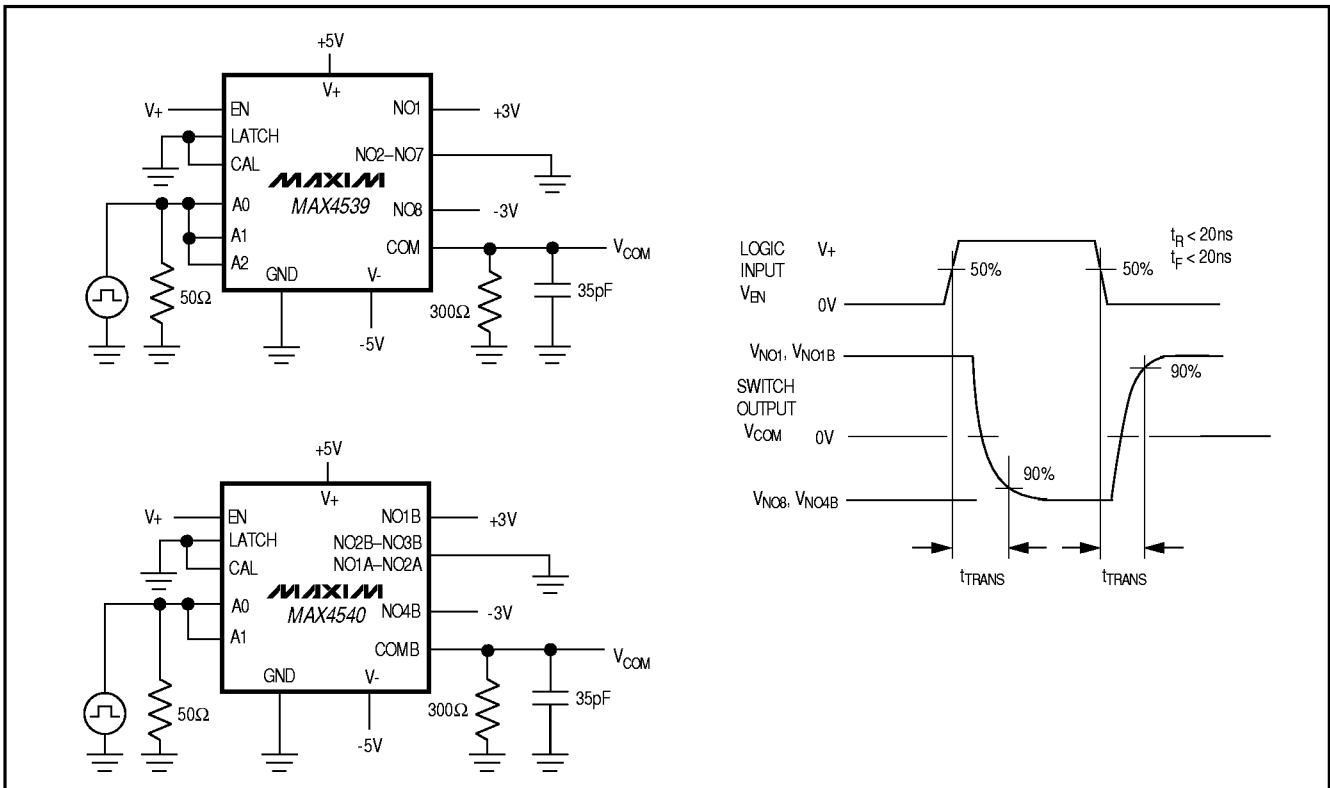 +5V
V+
V+
EN
NO1
+3V
LATCH
CAL
NO2–NO7
MAXIM
MAX4539
A0
NO8
-3V
A1
COM
VCOM
A2
GND
V-
50Ω
300Ω
35pF
-5V
+5V
V+
V+
EN
NO1B
+3V
LATCH
NO2B–NO3B
CAL
NO1A–NO2A
MAXIM
MAX4540
A0
NO4B
-3V
A1
COMB
VCOM
GND
V-
50Ω
300Ω
35pF
-5V
LOGIC
INPUT
VEN
V+
0V
50%
50%
tR < 20ns
tF < 20ns
VNO1, VNO1B
90%
SWITCH
OUTPUT
VCOM
0V
90%
VNO8, VNO4B
tTRANS
tTRANS